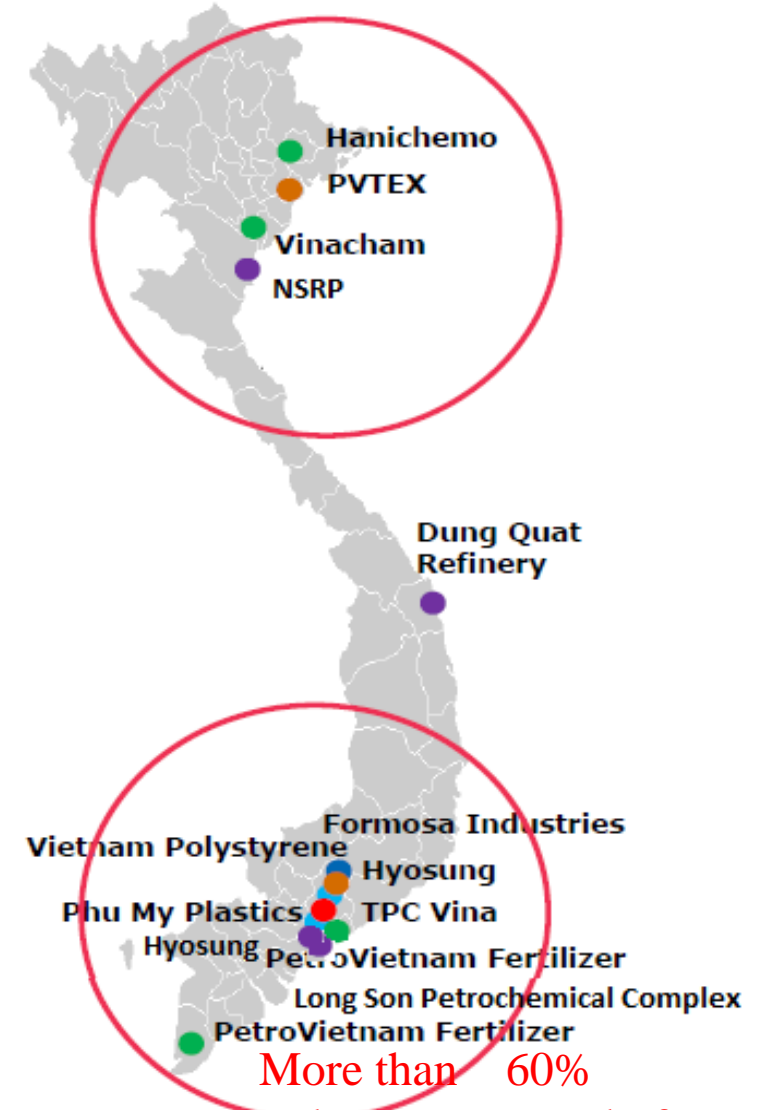 Hanichemo
PVTEX
Vinacham
NSRP
Dung Quat
Refinery
Formosa Industries
Vietnam Polystyrene
Hyosung
Phu My Plastics
TPC Vina
Hyosung
PetroVietnam Fertilizer
Long Son Petrochemical Complex
PetroVietnam Fertilizer
More than 60%